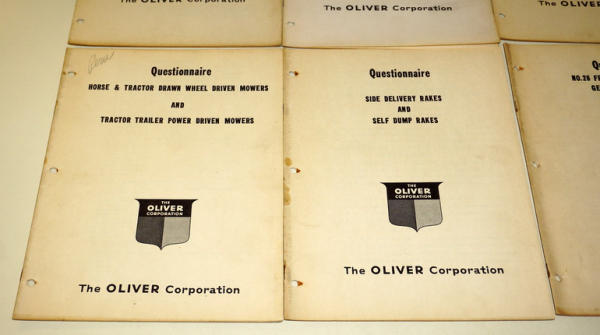 The OLIVER Corporation
The OLIVER Corporation
The OLIVER
Questionnaire
HORSE & TRACTOR DRAWN WHEEL DRIVEN MOWERS
AND
TRACTOR TRAILER POWER DRIVEN MOWERS
THE
OLIVER
CORPORATION
The OLIVER Corporation
Questionnaire
SIDE DELIVERY RAKES
AND
SELF DUMP RAKES
THE
OLIVER
CORPORATION
The OLIVER Corporation
NO.26